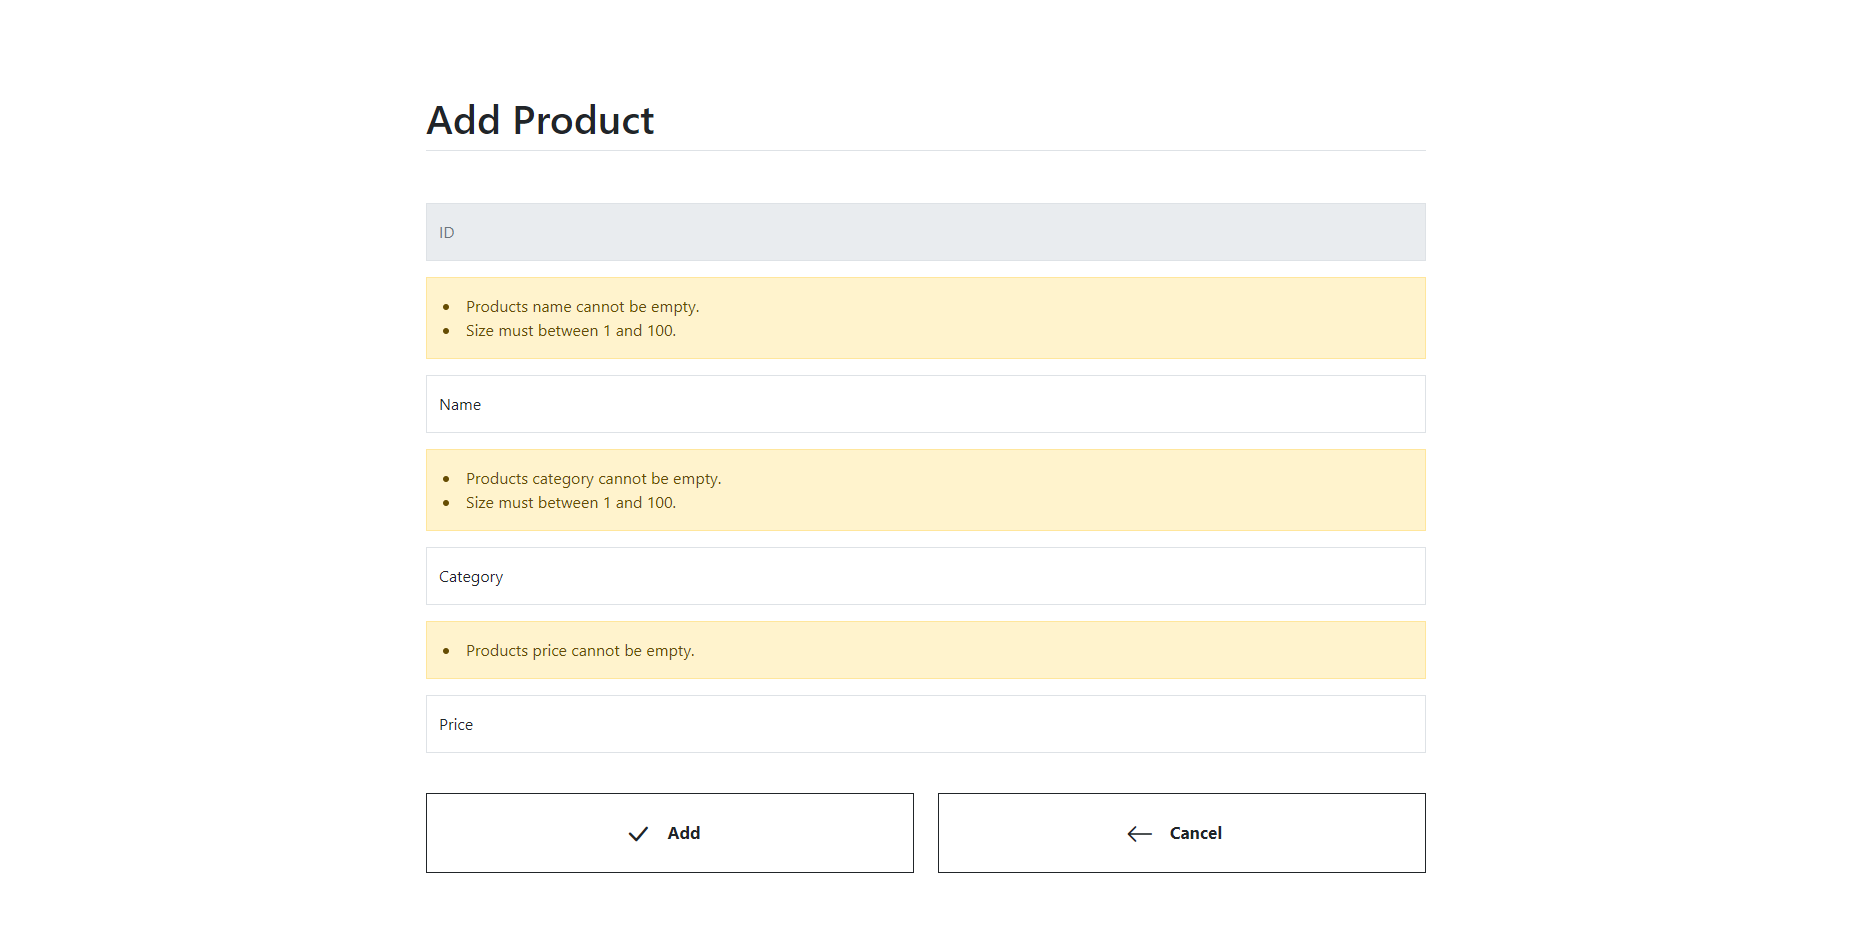 Add Product
ID
Products name cannot be empty.
Size must between 1 and 100.
Name
Products category cannot be empty.
Size must between 1 and 100.
Category
Products price cannot be empty.
Price
Add
Cancel